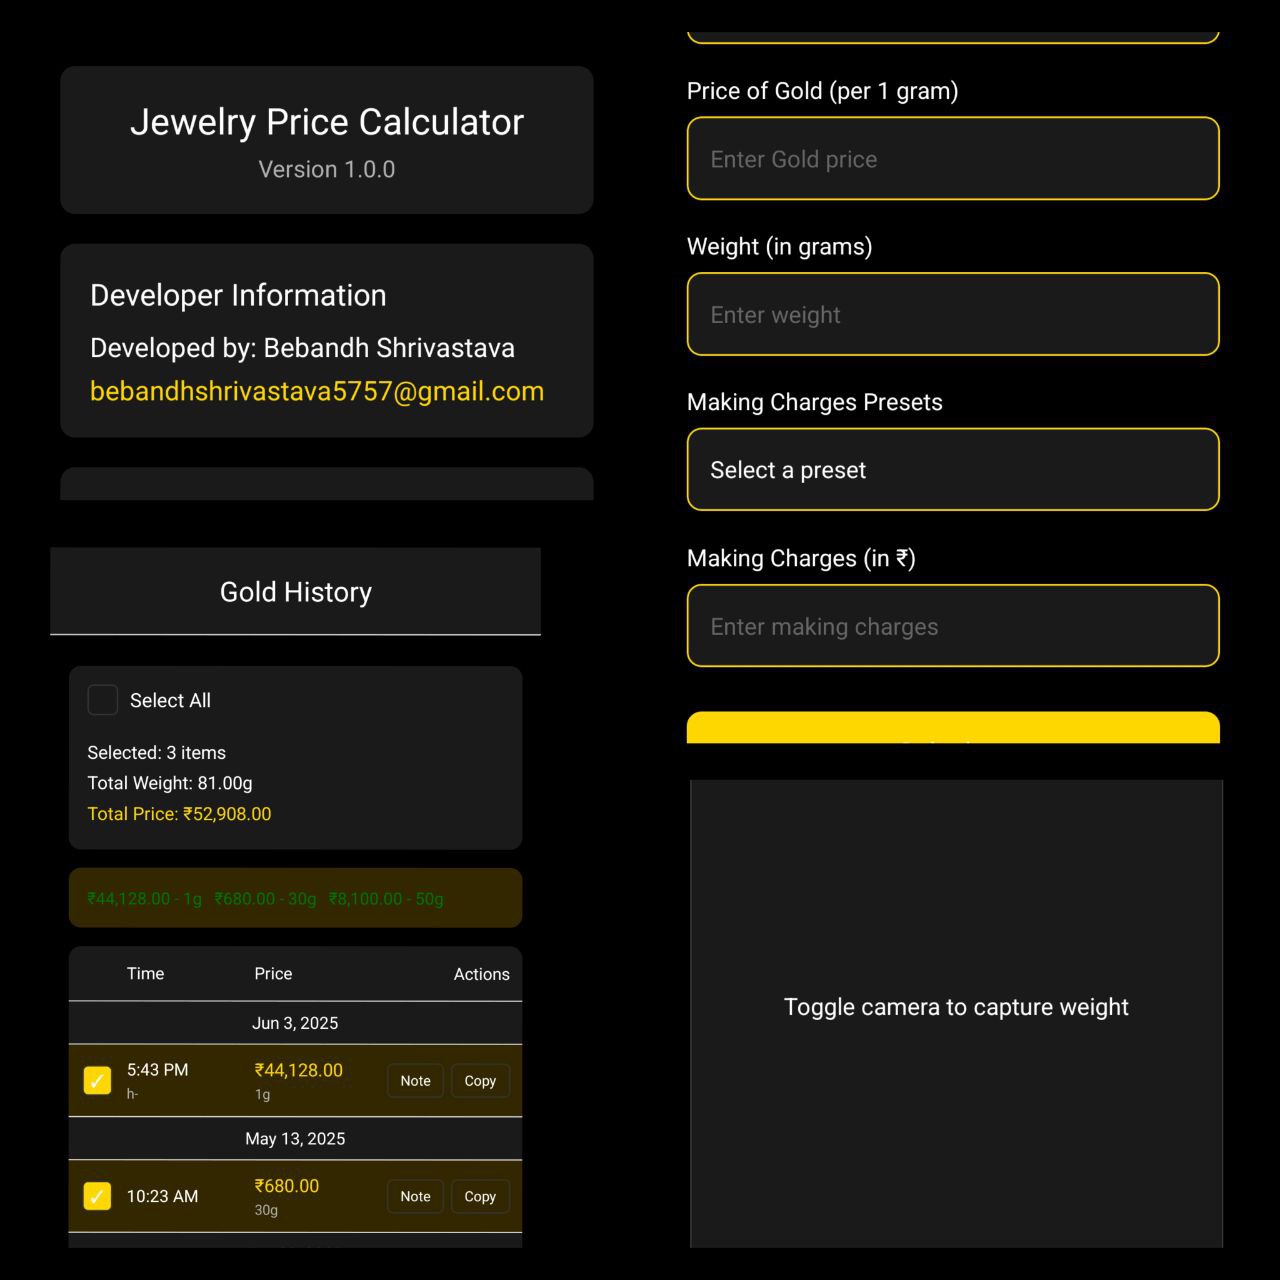 Jewelry Price Calculator
Version 1.0.0
Developer Information
Developed by: Bebandh Shrivastava
bebandhshrivastava5757@gmail.com
Gold History
Select All
Selected: 3 items
Total Weight: 81.00g
Total Price: ₹52,908.00
₹44,128.00 - 1g ₹680.00 - 30g ₹8,100.00 - 50g
Time Price Actions
Jun 3, 2025
5:43 PM ₹44,128.00 Note Copy
h- 1g
May 13, 2025
10:23 AM ₹680.00 Note Copy
30g
Price of Gold (per 1 gram)
Enter Gold price
Weight (in grams)
Enter weight
Making Charges Presets
Select a preset
Making Charges (in ₹)
Enter making charges
Toggle camera to capture weight